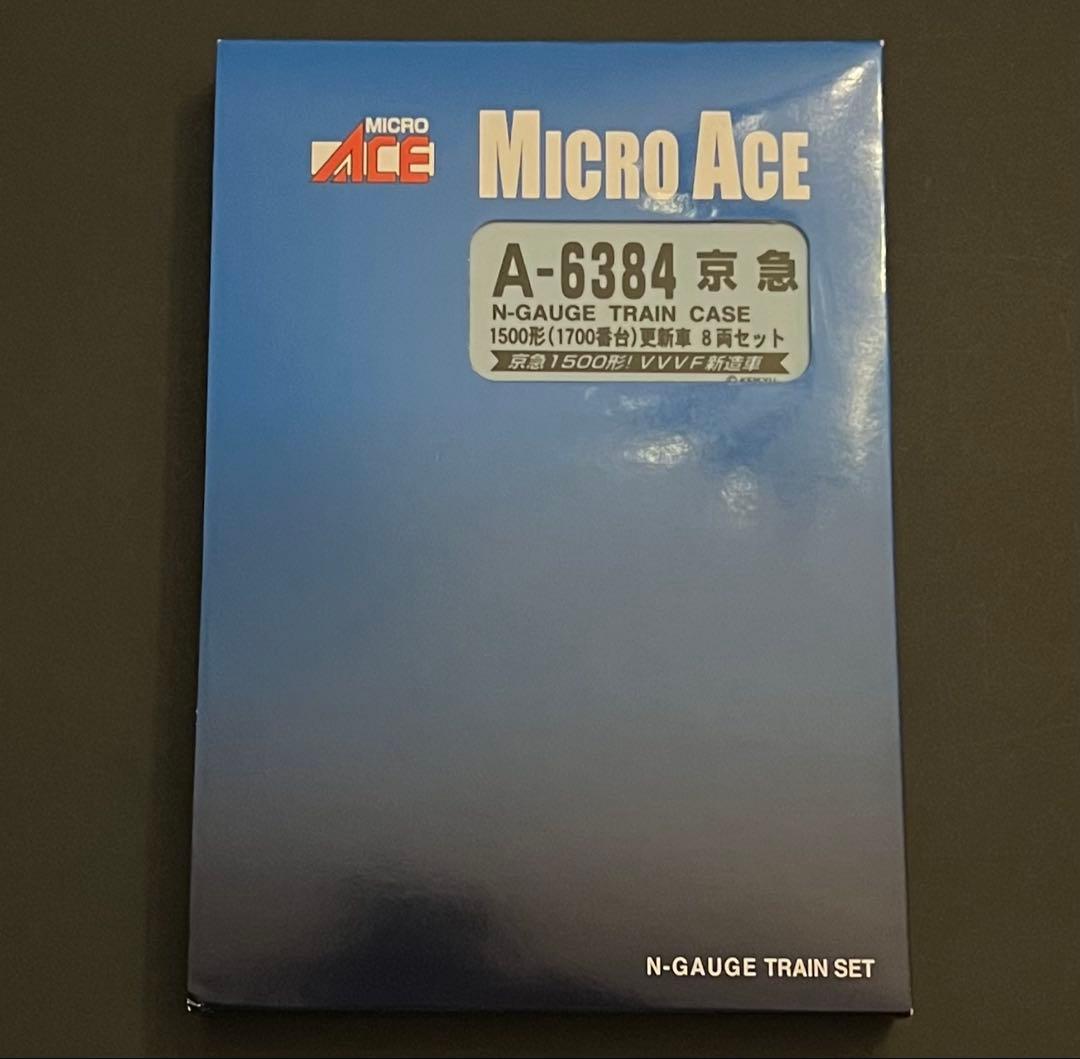 MICRO
ACE
MICRO ACE
A-6384 京急
N-GAUGE TRAIN CASE
1500形(1700番台)更新車 8両セット
京急1500形!VVVF新造車
N-GAUGE TRAIN SET